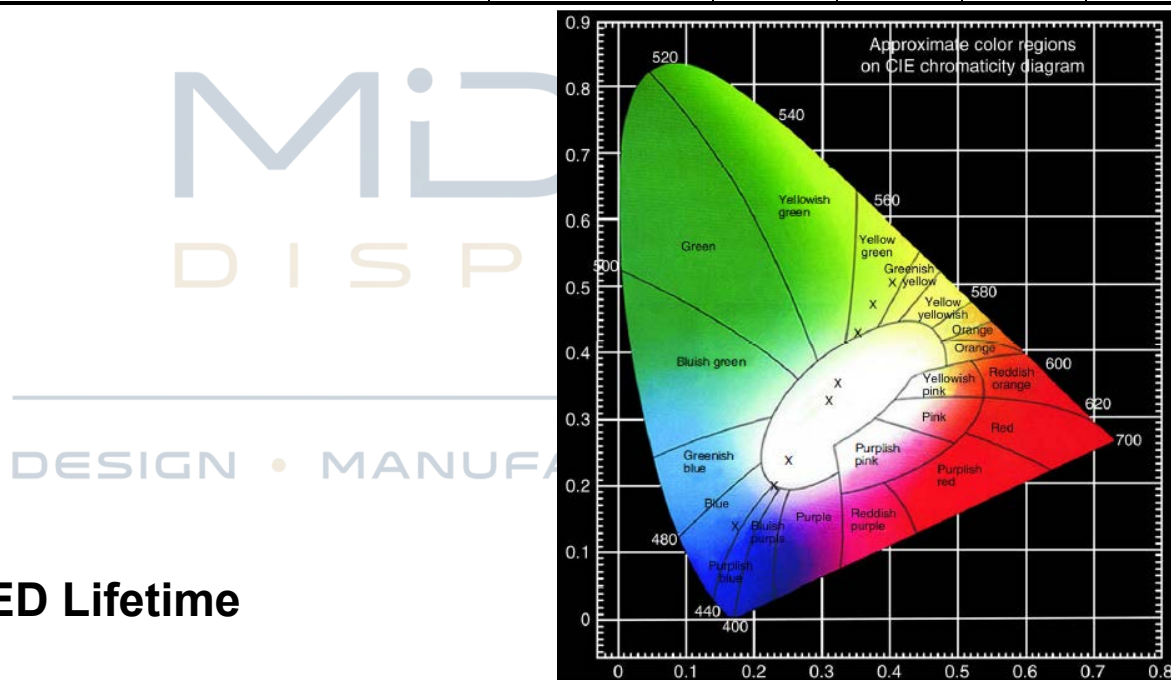 0.9
Approximate color regions
on CIE chromaticity diagram
520
0.8
540
0.7
Yellowish
green
560
0.6
Green
Yellow
green
500
Greenish
yellow
0.5
580
Yellow
yellowish
Orange
0.4
Orange
Bluish green
600
Reddish
orange
Yellowish
pink
620
0.3
Pink
Red
700
Purplish
pink
Greenish
blue
Purplish
red
0.2
Blue
Purple
Reddish
purple
Bluish
purple
480
0.1
Purplish
blue
440
0
400
0 0.1 0.2 0.3 0.4 0.5 0.6 0.7 0.8
MiD
DISP
DESIGN • MANUFA
ED Lifetime